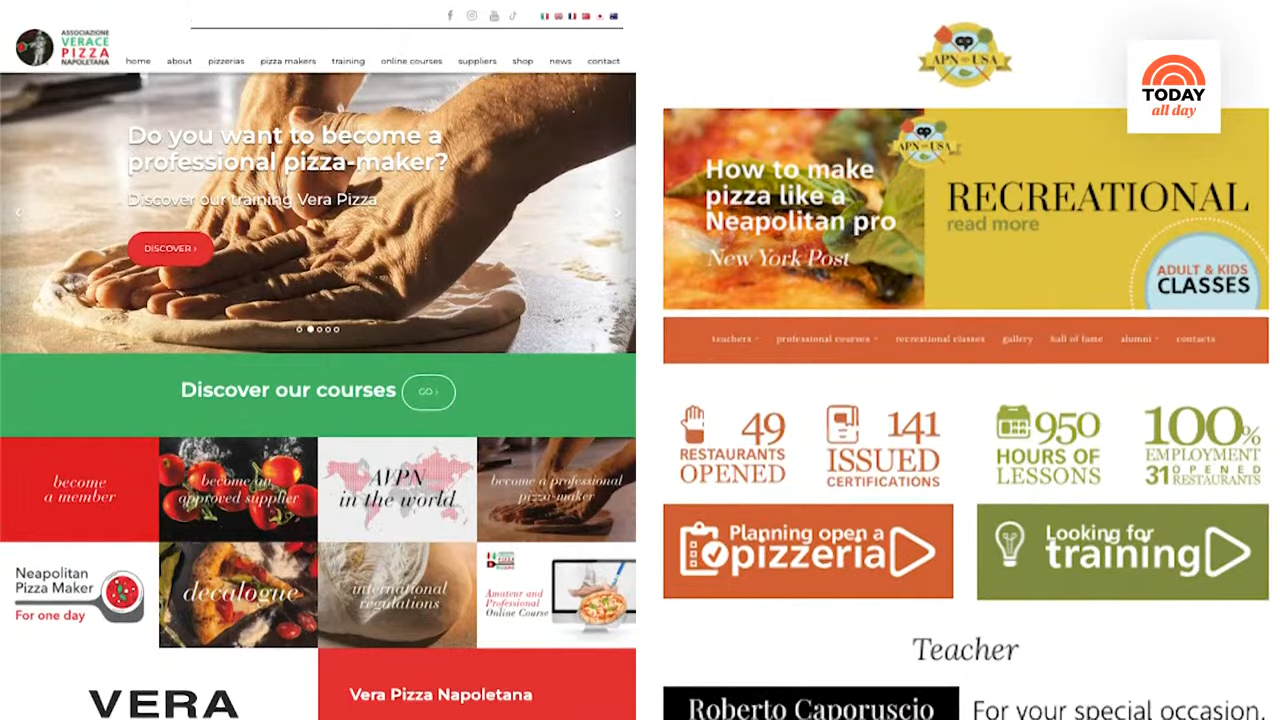 ASSOCIAZIONE
VERACE
PIZZA
NAPOLETANA
home about pizzerias pizza makers training online courses suppliers shop news contact
Do you want to become a
professional pizza-maker?
Discover our training Vera Pizza
DISCOVER ›
Discover our courses GO ›
become
a member
become an
approved supplier
AVPN
in the world
become a professional
pizza-maker
Neapolitan
Pizza Maker
For one day
decalogue
international
regulations
Amateur and
Professional
Online Course
VERA
Vera Pizza Napoletana
APN USA
TODAY
all day
How to make
pizza like a
Neapolitan pro
New York Post
APN USA
RECREATIONAL
read more
ADULT & KIDS
CLASSES
teachers professional courses recreational classes gallery hall of fame alumni contacts
49
RESTAURANTS
OPENED
141
ISSUED
CERTIFICATIONS
950
HOURS OF
LESSONS
100%
EMPLOYMENT
31 OPENED
RESTAURANTS
Planning open a
pizzeria
Looking for
training
Teacher
Roberto Caporuscio
For your special occasion,